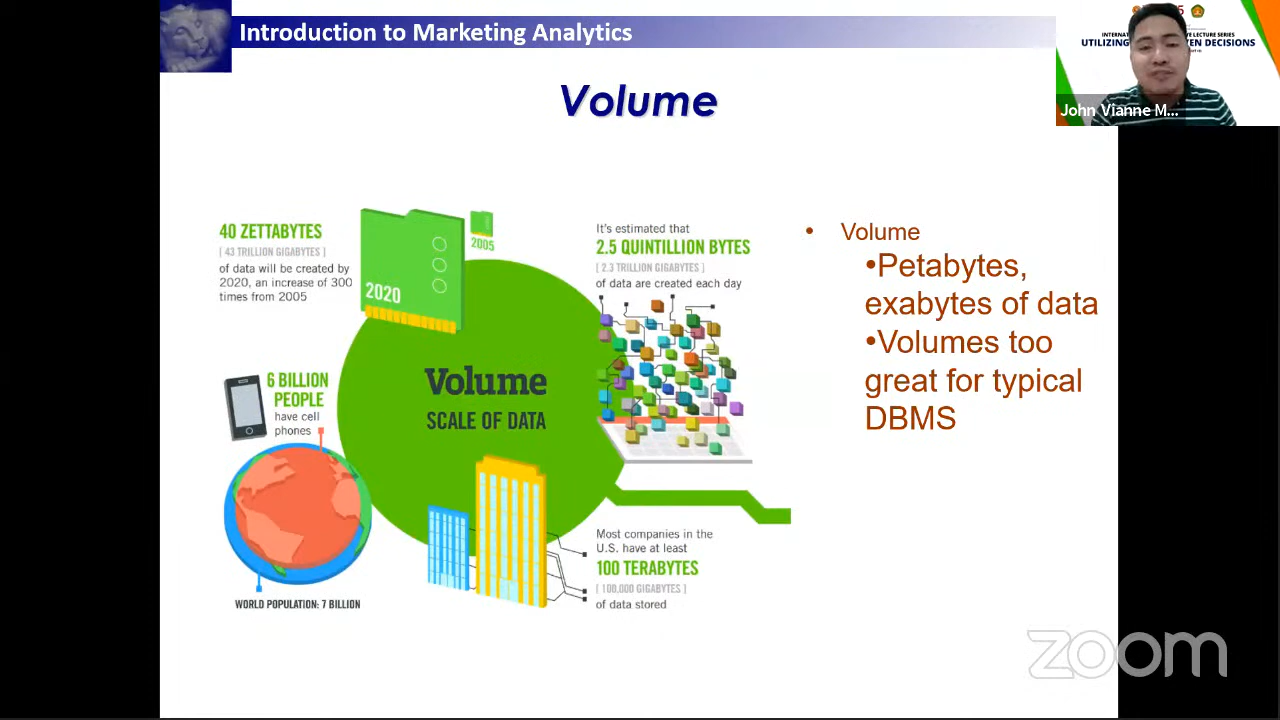 Introduction to Marketing Analytics
UTILIZING
DECISIONS
John Vianne M...
Volume
40 ZETTABYTES
[ 43 TRILLION GIGABYTES ]
of data will be created by
2020, an increase of 300
times from 2005
2020
2005
It's estimated that
2.5 QUINTILLION BYTES
[ 2.3 TRILLION GIGABYTES ]
of data are created each day
6 BILLION
PEOPLE
have cell
phones
WORLD POPULATION: 7 BILLION
Volume
SCALE OF DATA
Most companies in the
U.S. have at least
100 TERABYTES
[ 100,000 GIGABYTES ]
of data stored
• Volume
•Petabytes,
exabytes of data
•Volumes too
great for typical
DBMS
zoom